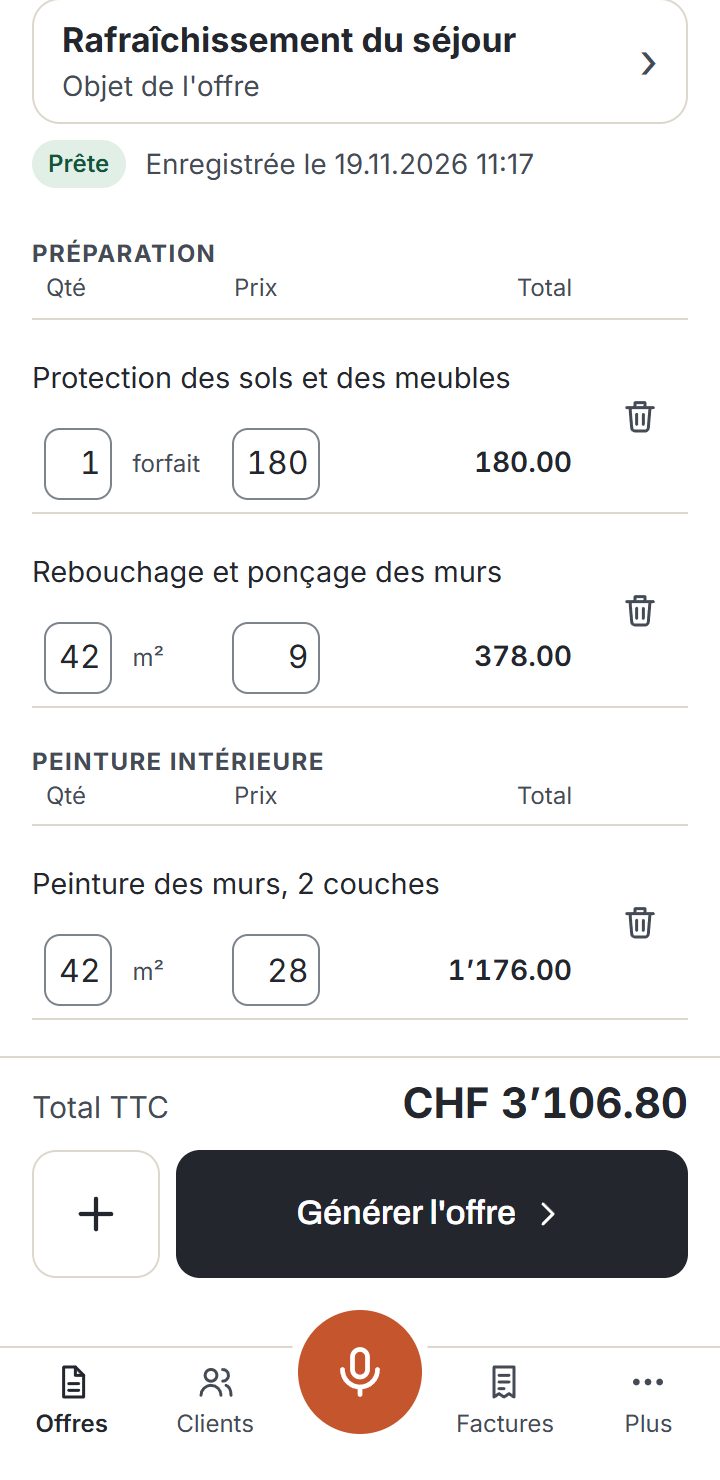 Rafraîchissement du séjour
Objet de l'offre
Prête Enregistrée le 19.11.2026 11:17
PRÉPARATION
Qté Prix Total
Protection des sols et des meubles
1 forfait 180 180.00
Rebouchage et ponçage des murs
42 m² 9 378.00
PEINTURE INTÉRIEURE
Qté Prix Total
Peinture des murs, 2 couches
42 m² 28 1’176.00
Total TTC CHF 3’106.80
Générer l'offre
Offres Clients Factures Plus